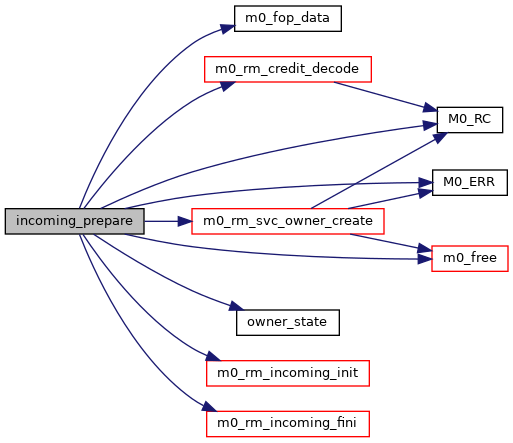 m0_fop_data
m0_rm_credit_decode
M0_RC
M0_ERR
incoming_prepare
m0_rm_svc_owner_create
m0_free
owner_state
m0_rm_incoming_init
m0_rm_incoming_fini